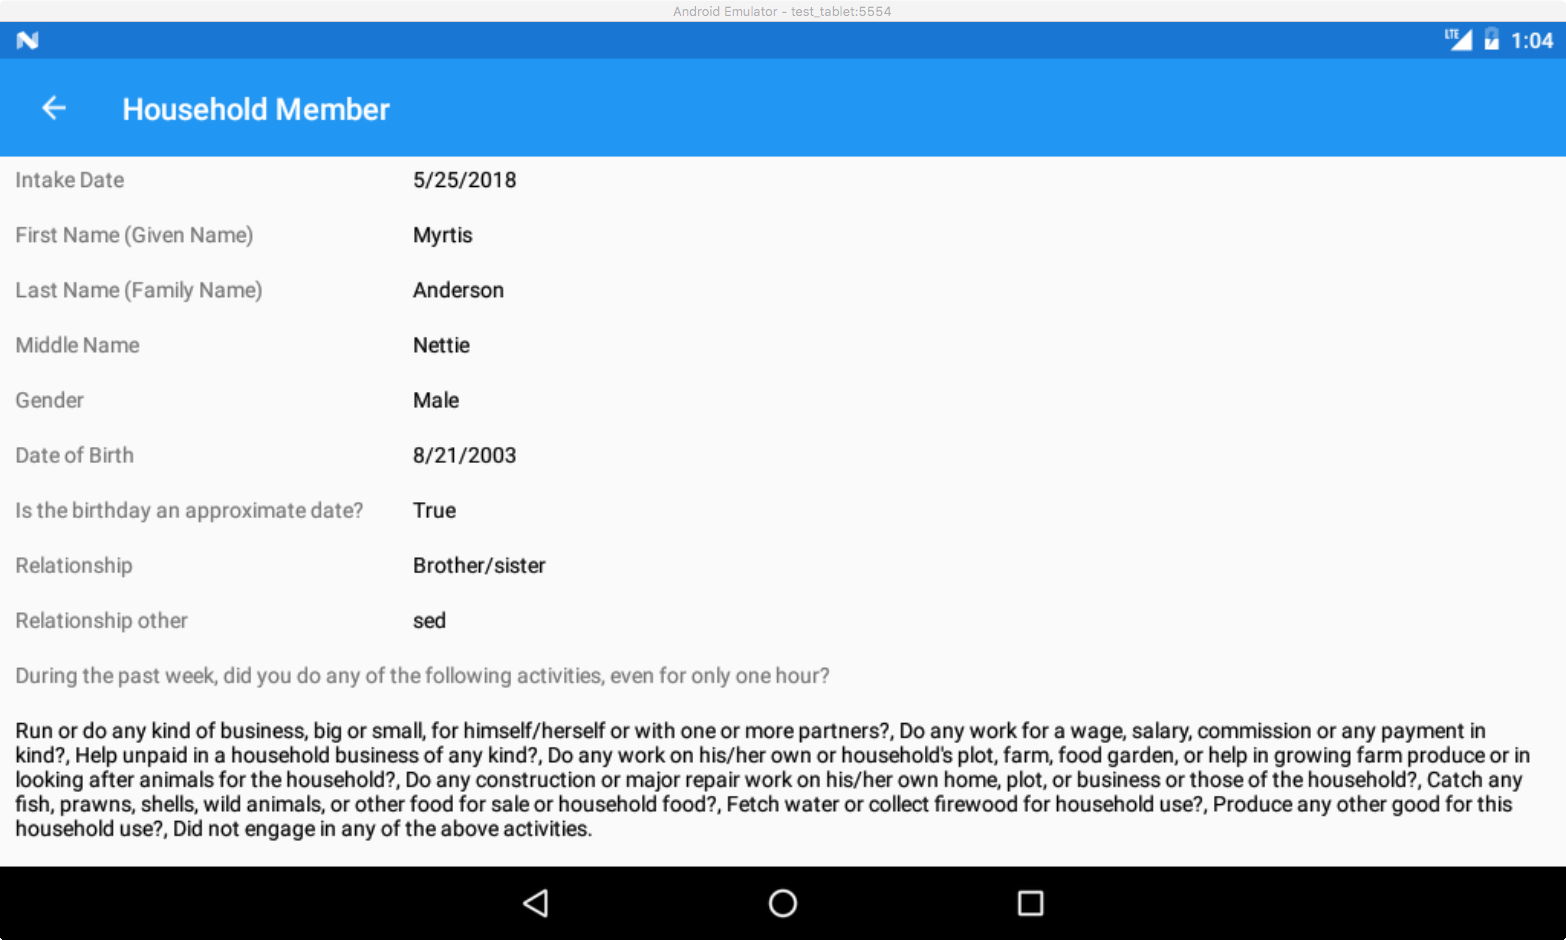 Android Emulator - test_tablet:5554
LTE 1:04
Household Member
Intake Date 5/25/2018
First Name (Given Name) Myrtis
Last Name (Family Name) Anderson
Middle Name Nettie
Gender Male
Date of Birth 8/21/2003
Is the birthday an approximate date? True
Relationship Brother/sister
Relationship other sed
During the past week, did you do any of the following activities, even for only one hour?
Run or do any kind of business, big or small, for himself/herself or with one or more partners?, Do any work for a wage, salary, commission or any payment in
kind?, Help unpaid in a household business of any kind?, Do any work on his/her own or household's plot, farm, food garden, or help in growing farm produce or in
looking after animals for the household?, Do any construction or major repair work on his/her own home, plot, or business or those of the household?, Catch any
fish, prawns, shells, wild animals, or other food for sale or household food?, Fetch water or collect firewood for household use?, Produce any other good for this
household use?, Did not engage in any of the above activities.